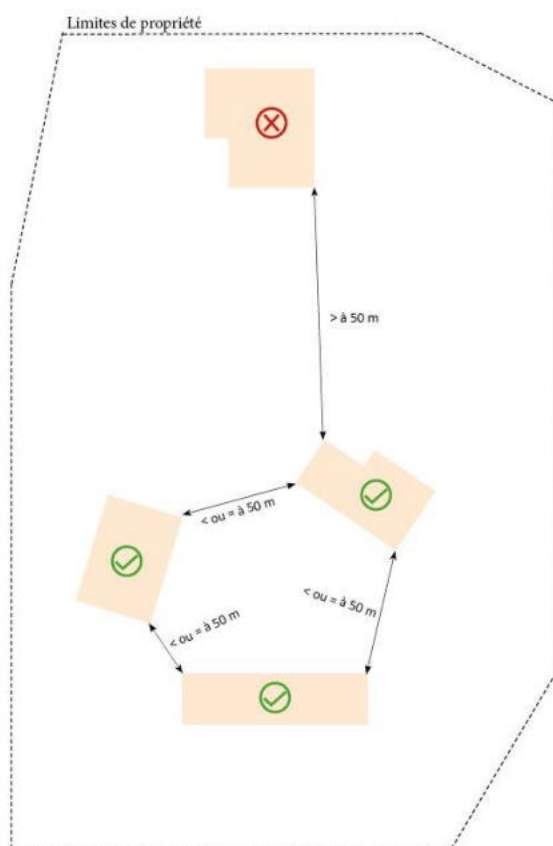 Limites de propriété
> à 50 m
< ou = à 50 m
< ou = à 50 m
< ou = à 50 m